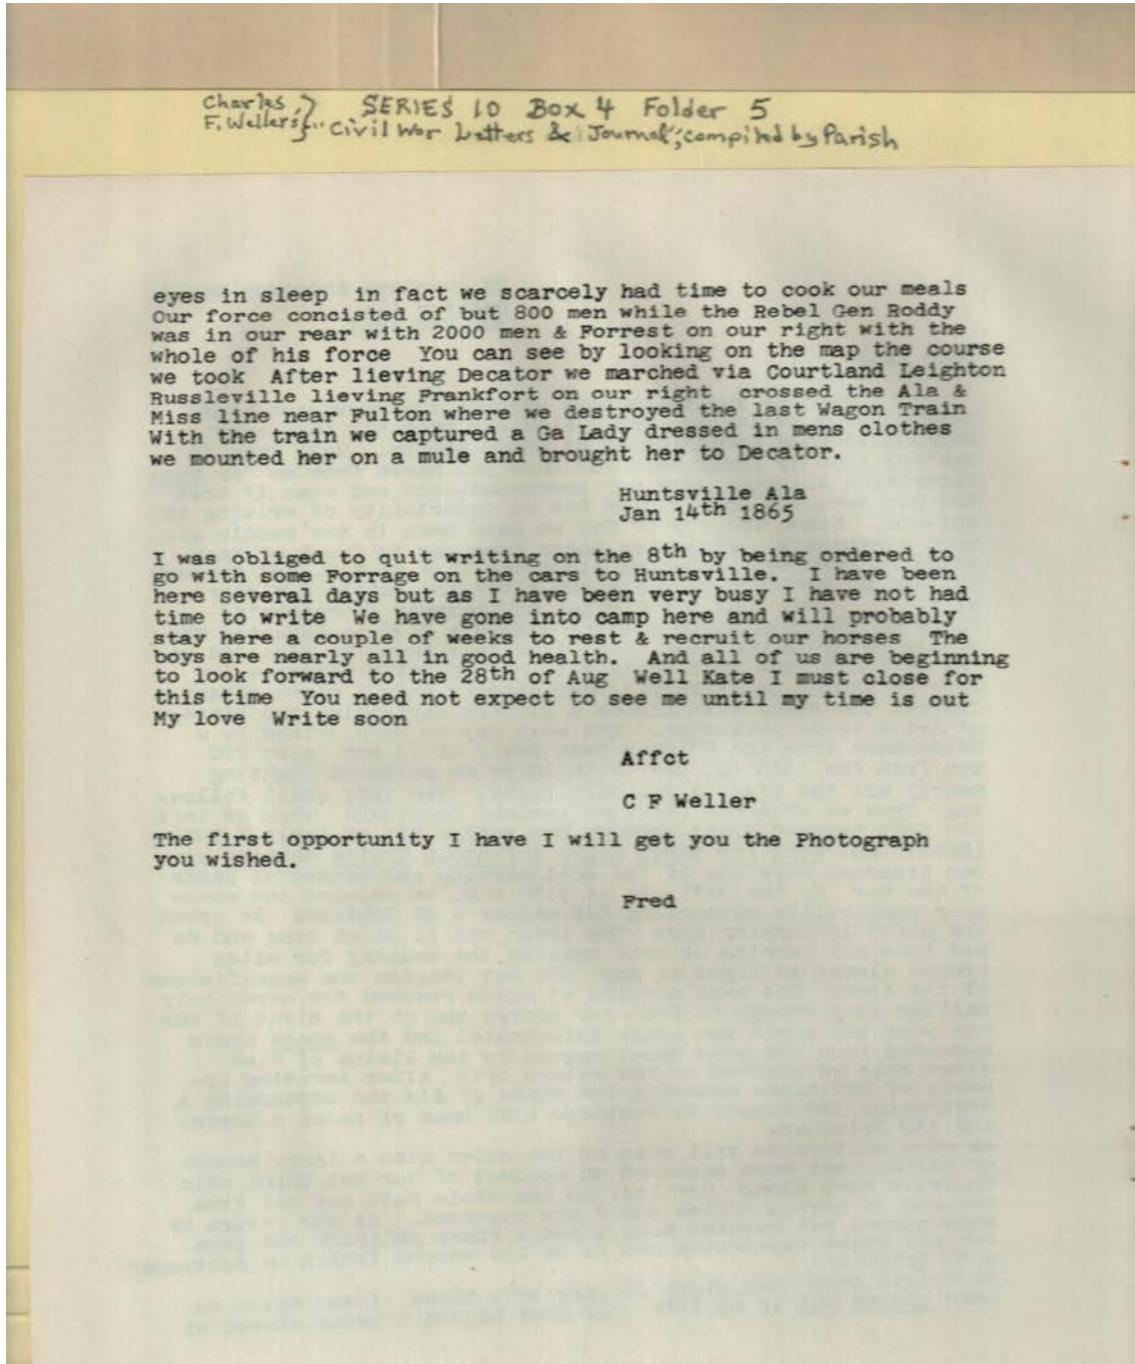 Charles } SERIES 10 Box 4 Folder 5
F. Wellers }.. Civil War Letters & Journal"; compiled by Parish
eyes in sleep in fact we scarcely had time to cook our meals
Our force concisted of but 800 men while the Rebel Gen Roddy
was in our rear with 2000 men & Forrest on our right with the
whole of his force You can see by looking on the map the course
we took After lieving Decator we marched via Courtland Leighton
Russleville lieving Frankfort on our right crossed the Ala &
Miss line near Fulton where we destroyed the last Wagon Train
With the train we captured a Ga Lady dressed in mens clothes
we mounted her on a mule and brought her to Decator.
Huntsville Ala
Jan 14th 1865
I was obliged to quit writing on the 8th by being ordered to
go with some Forrage on the cars to Huntsville. I have been
here several days but as I have been very busy I have not had
time to write We have gone into camp here and will probably
stay here a couple of weeks to rest & recruit our horses The
boys are nearly all in good health. And all of us are beginning
to look forward to the 28th of Aug Well Kate I must close for
this time You need not expect to see me until my time is out
My love Write soon
Affct
C F Weller
The first opportunity I have I will get you the Photograph
you wished.
Fred